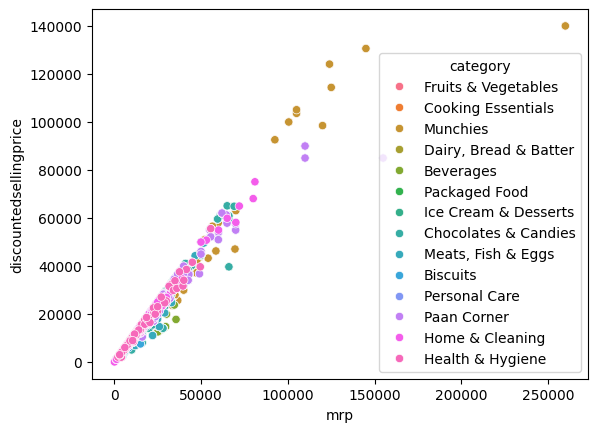 140000
120000
100000
80000
60000
40000
20000
0
discountedsellingprice
category
Fruits & Vegetables
Cooking Essentials
Munchies
Dairy, Bread & Batter
Beverages
Packaged Food
Ice Cream & Desserts
Chocolates & Candies
Meats, Fish & Eggs
Biscuits
Personal Care
Paan Corner
Home & Cleaning
Health & Hygiene
0 50000 100000 150000 200000 250000
mrp